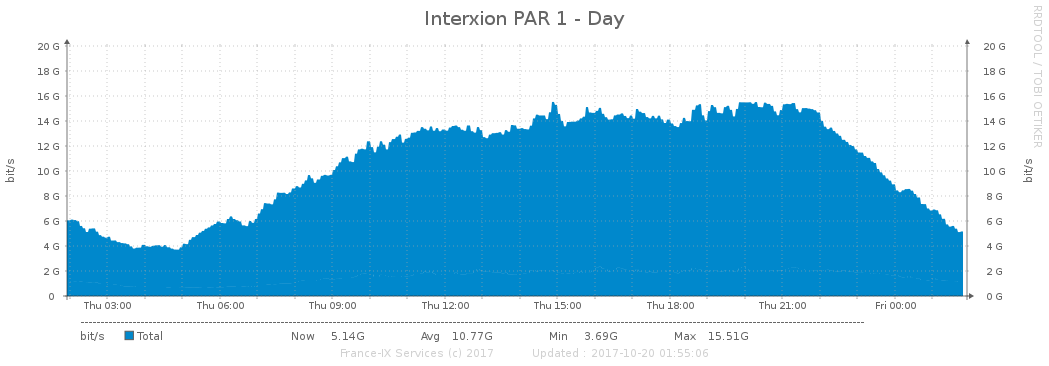 Interxion PAR 1 - Day
RRDTOOL / TOBI OETIKER
bit/s
20 G
18 G
16 G
14 G
12 G
10 G
8 G
6 G
4 G
2 G
0
20 G
18 G
16 G
14 G
12 G
10 G
8 G
6 G
4 G
2 G
0 G
bit/s
Thu 03:00 Thu 06:00 Thu 09:00 Thu 12:00 Thu 15:00 Thu 18:00 Thu 21:00 Fri 00:00
bit/s Total Now 5.14G Avg 10.77G Min 3.69G Max 15.51G
France-IX Services (c) 2017 Updated : 2017-10-20 01:55:06